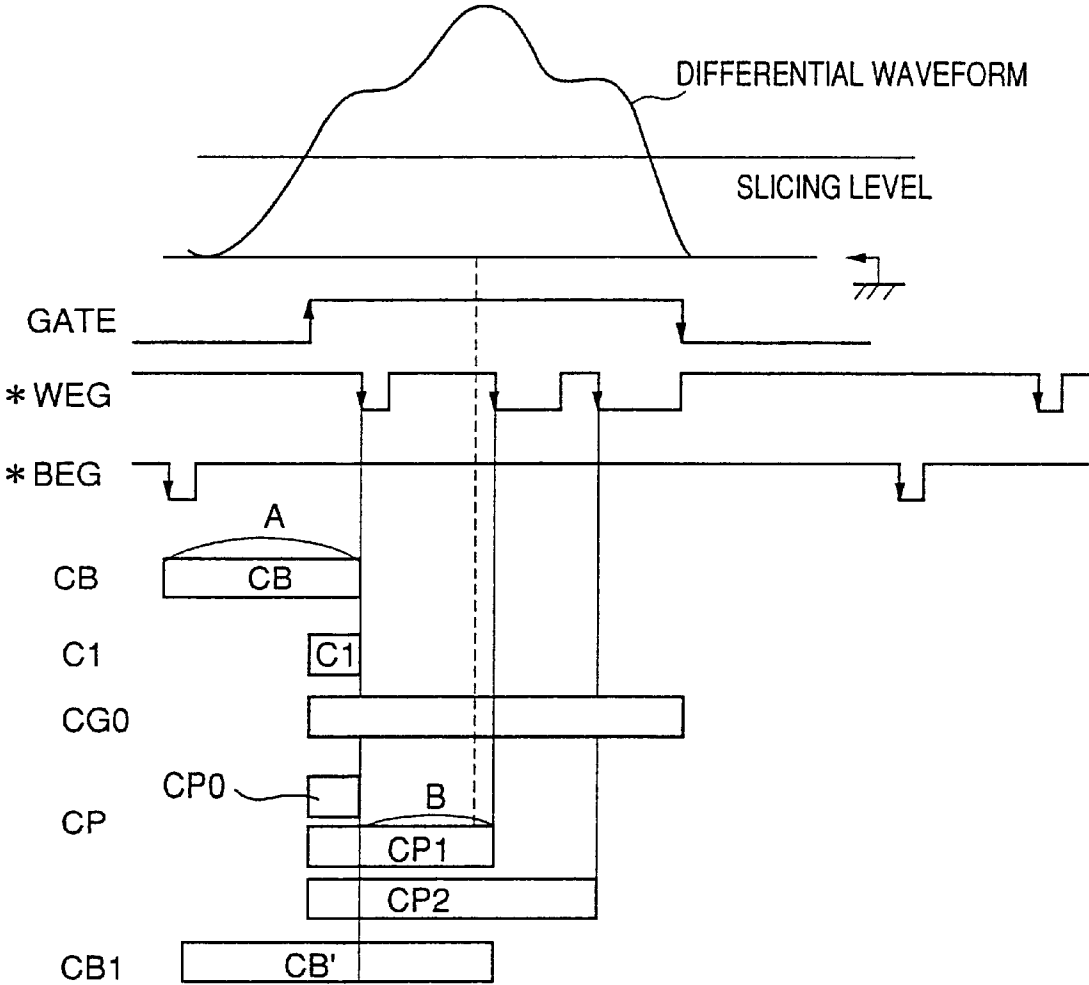 DIFFERENTIAL WAVEFORM
SLICING LEVEL
GATE
*WEG
*BEG
A
CB CB
C1 C1
CG0
CP0
B
CP
CP1
CP2
CB1 CB'